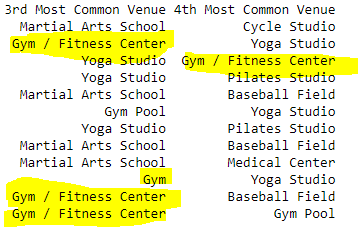 3rd Most Common Venue 4th Most Common Venue
Martial Arts School Cycle Studio
Gym / Fitness Center Yoga Studio
Yoga Studio Gym / Fitness Center
Yoga Studio Pilates Studio
Martial Arts School Baseball Field
Gym Pool Yoga Studio
Yoga Studio Pilates Studio
Martial Arts School Baseball Field
Martial Arts School Medical Center
Gym Yoga Studio
Gym / Fitness Center Baseball Field
Gym / Fitness Center Gym Pool